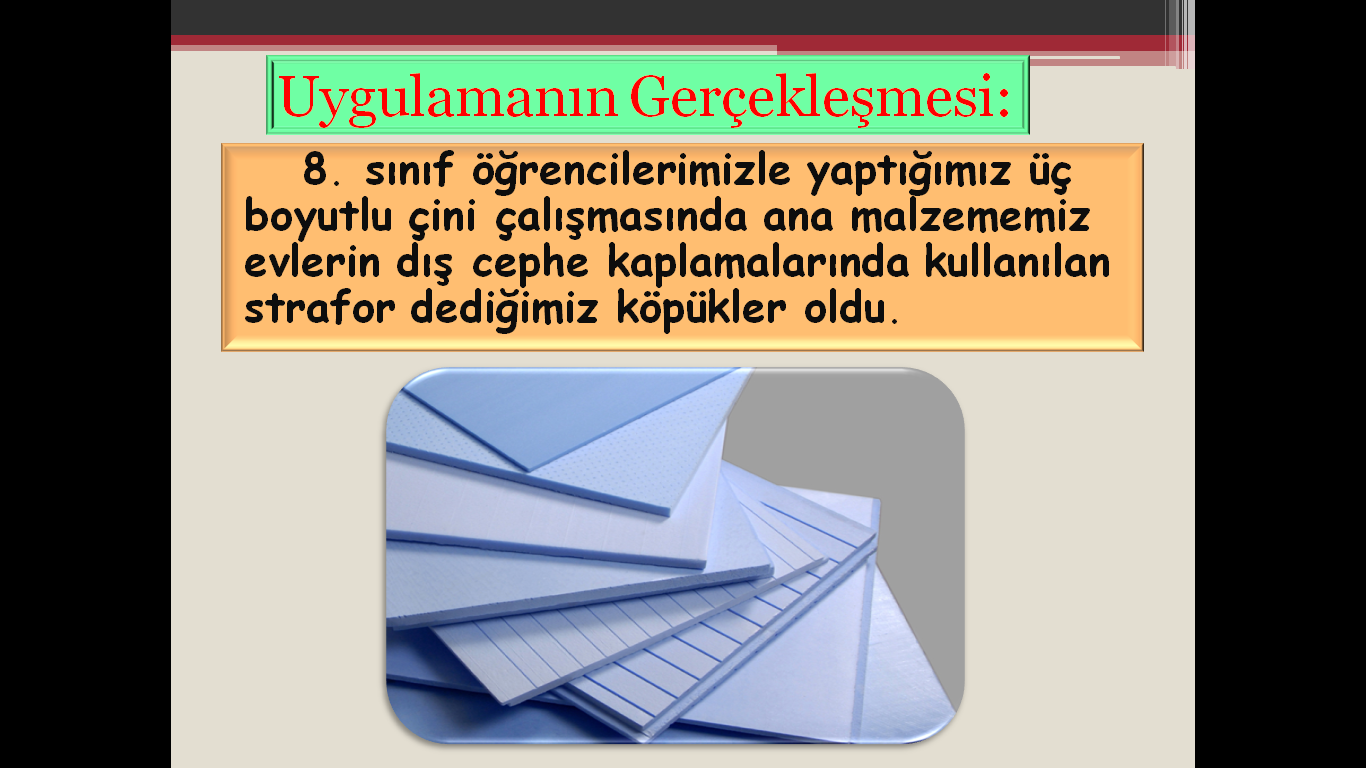 Uygulamanın Gerçekleşmesi:
8. sınıf öğrencilerimizle yaptığımız üç
boyutlu çini çalışmasında ana malzememiz
evlerin dış cephe kaplamalarında kullanılan
strafor dediğimiz köpükler oldu.